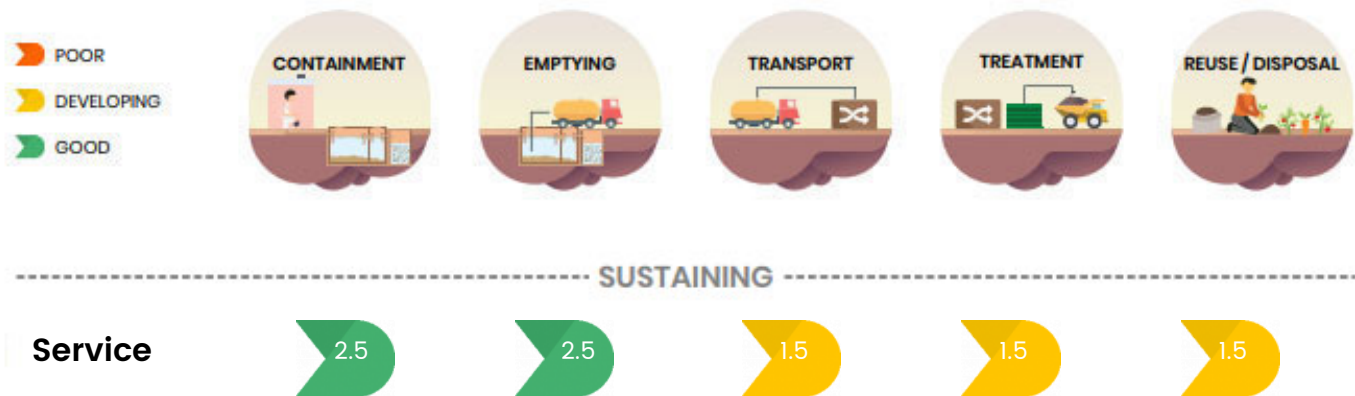 POOR
DEVELOPING
GOOD
CONTAINMENT
EMPTYING
TRANSPORT
TREATMENT
REUSE / DISPOSAL
SUSTAINING
Service
2.5
2.5
1.5
1.5
1.5